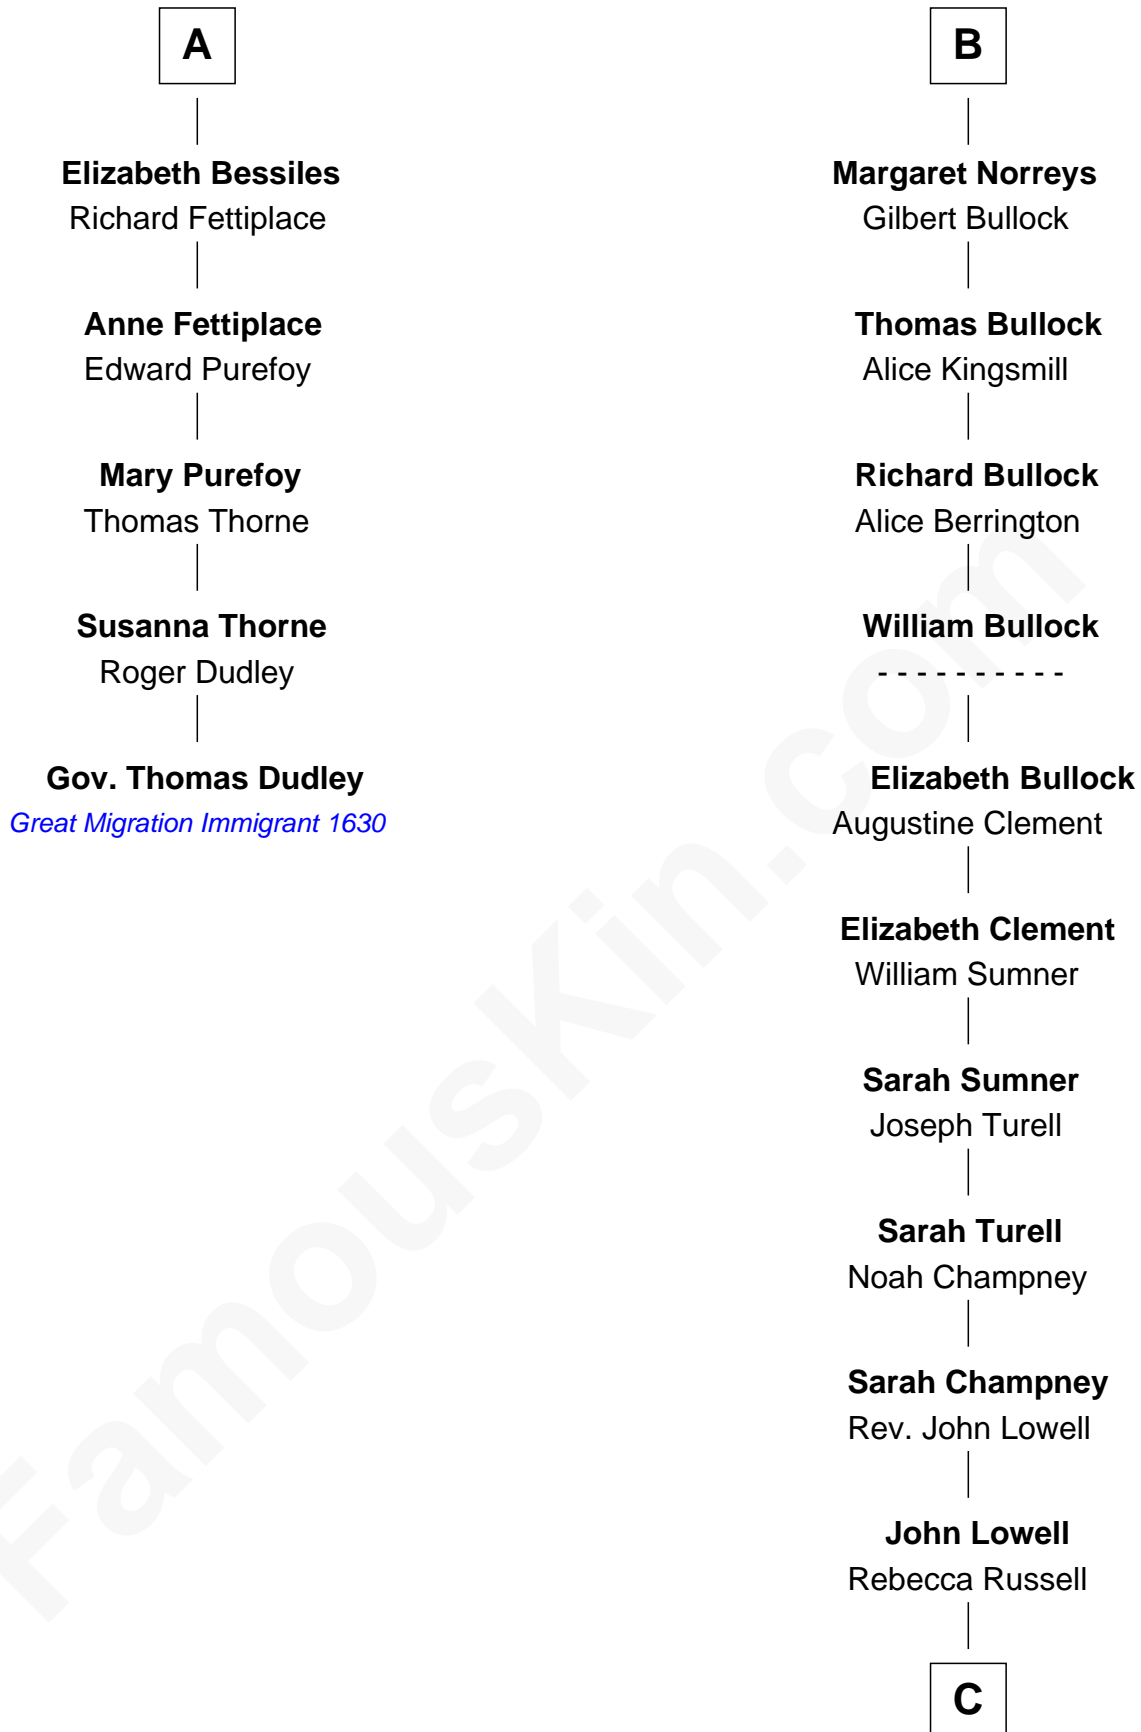 A
Elizabeth Bessiles
Richard Fettiplace
Anne Fettiplace
Edward Purefoy
Mary Purefoy
Thomas Thorne
Susanna Thorne
Roger Dudley
Gov. Thomas Dudley
Great Migration Immigrant 1630
B
Margaret Norreys
Gilbert Bullock
Thomas Bullock
Alice Kingsmill
Richard Bullock
Alice Berrington
William Bullock
- - - - - - - - - -
Elizabeth Bullock
Augustine Clement
Elizabeth Clement
William Sumner
Sarah Sumner
Joseph Turell
Sarah Turell
Noah Champney
Sarah Champney
Rev. John Lowell
John Lowell
Rebecca Russell
C
FamousKin.com